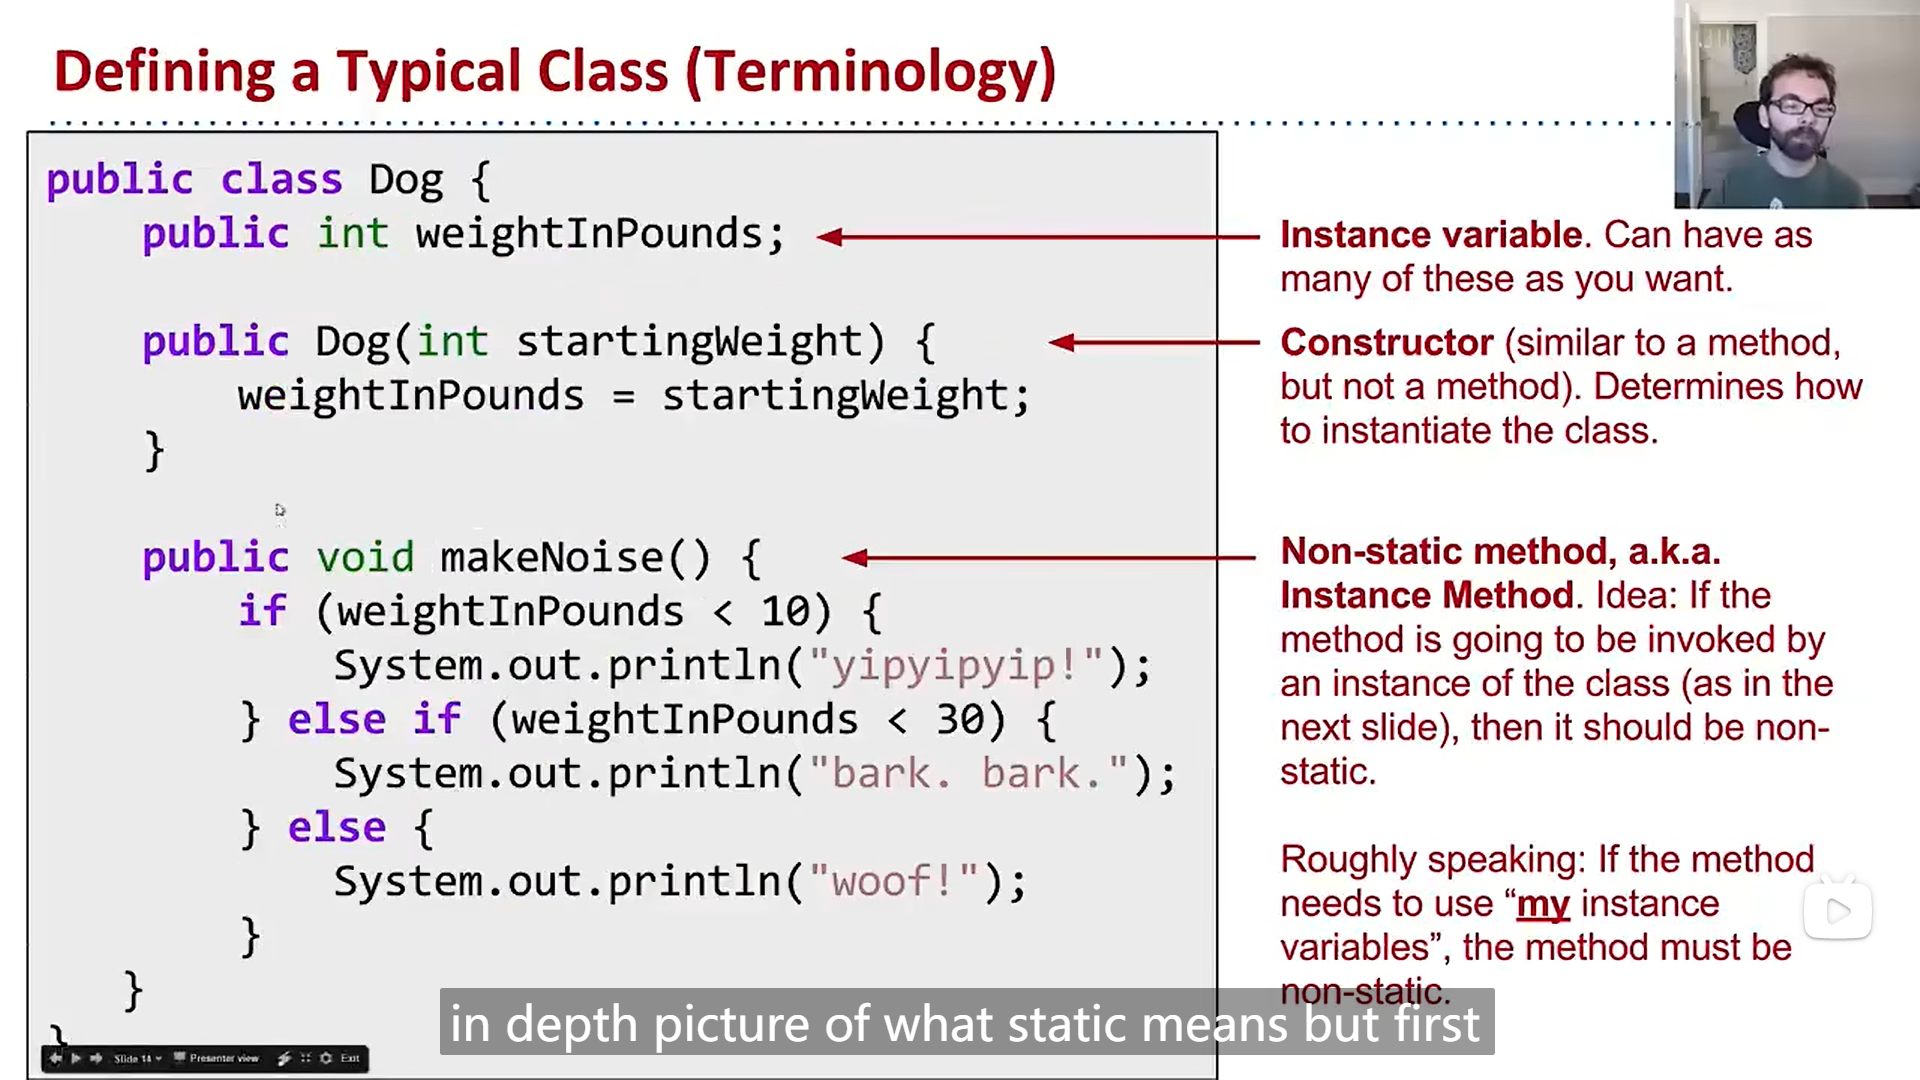 Defining a Typical Class (Terminology)
public class Dog {
public int weightInPounds;
public Dog(int startingWeight) {
weightInPounds = startingWeight;
}
public void makeNoise() {
if (weightInPounds < 10) {
System.out.println("yipyipyip!");
} else if (weightInPounds < 30) {
System.out.println("bark. bark.");
} else {
System.out.println("woof!");
}
}
}
Instance variable. Can have as
many of these as you want.
Constructor (similar to a method,
but not a method). Determines how
to instantiate the class.
Non-static method, a.k.a.
Instance Method. Idea: If the
method is going to be invoked by
an instance of the class (as in the
next slide), then it should be non-
static.
Roughly speaking: If the method
needs to use “my instance
variables”, the method must be
non-static.
in depth picture of what static means but first
Slide 14
Presenter view
Exit